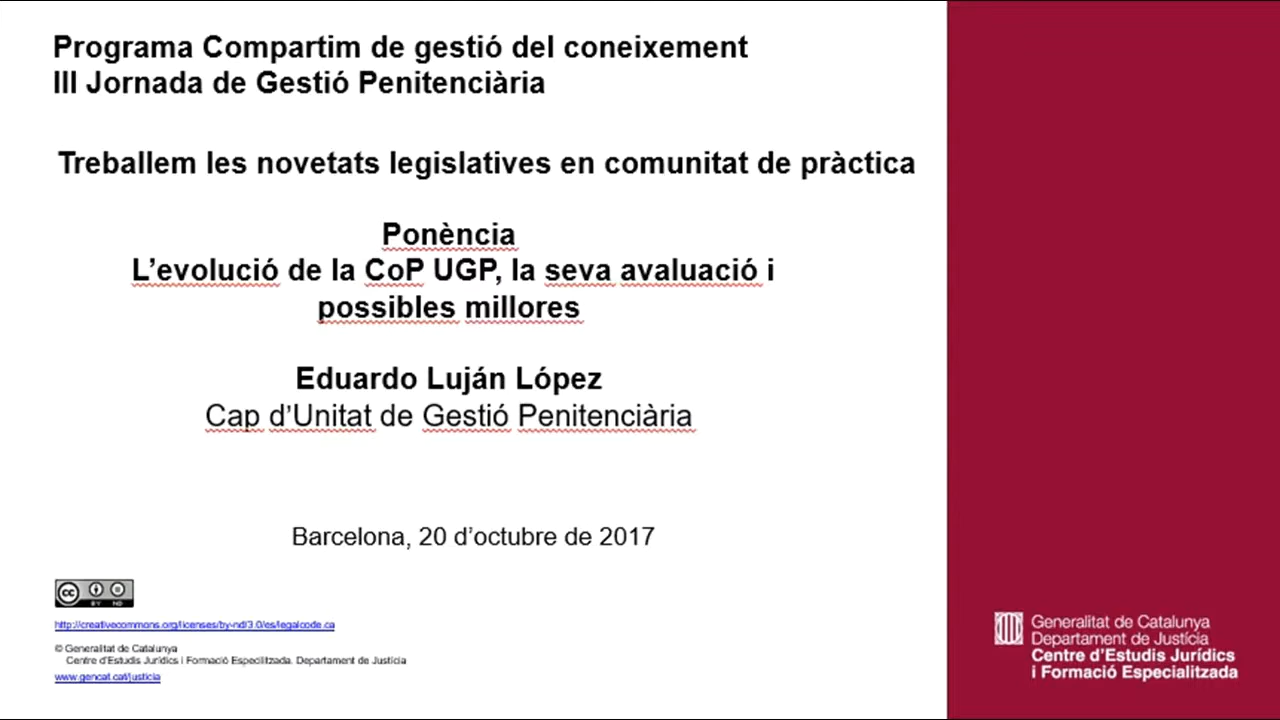 Programa Compartim de gestió del coneixement
III Jornada de Gestió Penitenciària
Treballem les novetats legislatives en comunitat de pràctica
Ponència
L’evolució de la CoP UGP, la seva avaluació i
possibles millores
Eduardo Luján López
Cap d’Unitat de Gestió Penitenciària
Barcelona, 20 d’octubre de 2017
cc BY ND
http://creativecommons.org/licenses/by-nd/3.0/es/legalcode.ca
© Generalitat de Catalunya
Centre d’Estudis Jurídics i Formació Especilitzada. Departament de Justícia
www.gencat.cat/justicia
Generalitat de Catalunya
Departament de Justícia
Centre d’Estudis Jurídics
i Formació Especialitzada